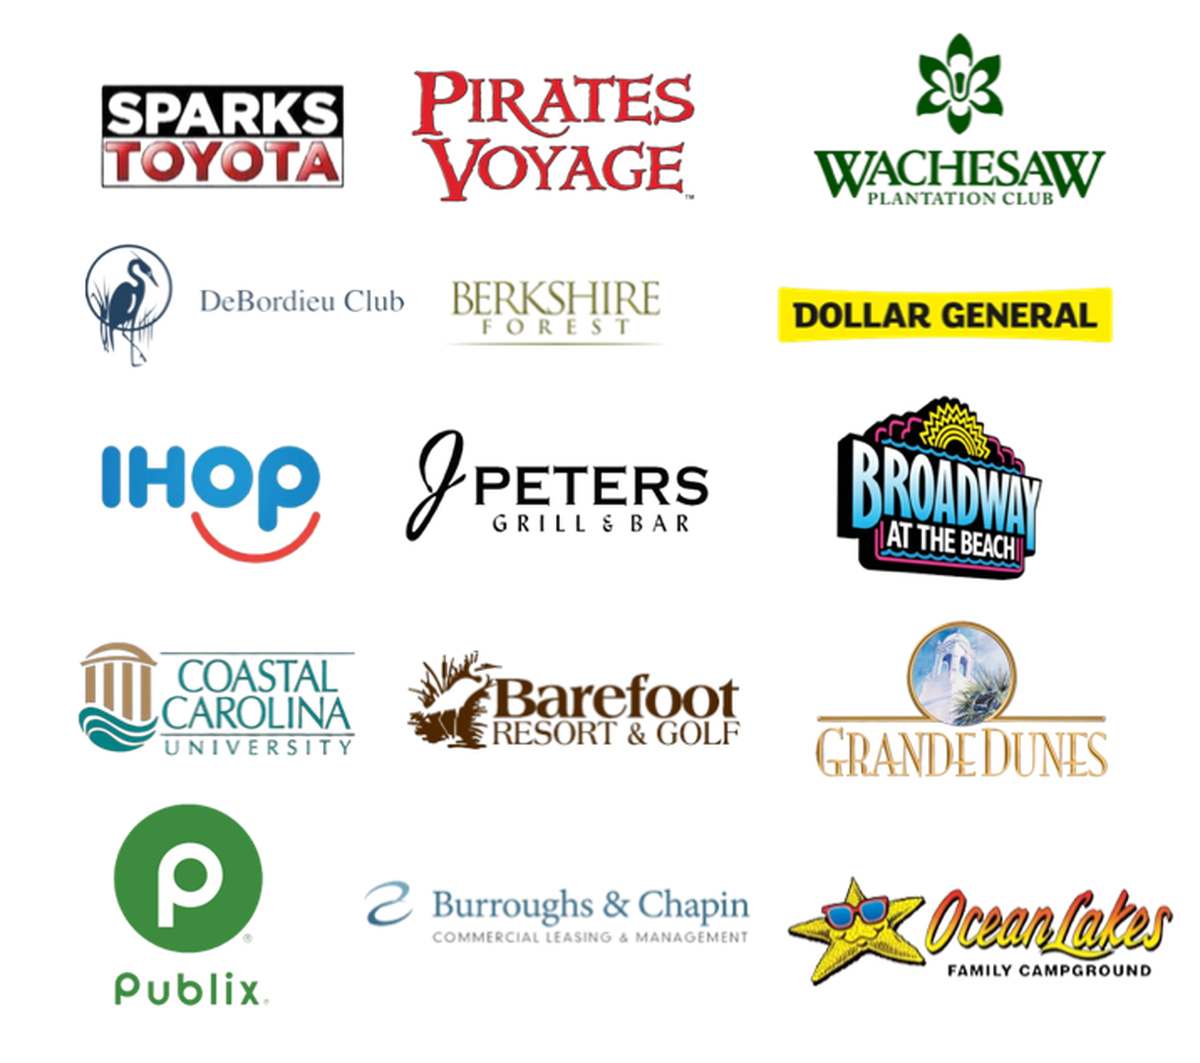 SPARKS
TOYOTA
PIRATES
VOYAGE™
WACHESAW
PLANTATION CLUB
DeBordieu Club
BERKSHIRE
FOREST
DOLLAR GENERAL
IHOP
J PETERS
GRILL & BAR
BROADWAY
AT THE BEACH
COASTAL
CAROLINA
UNIVERSITY
Barefoot
RESORT & GOLF
GRANDE DUNES
P®
Publix®
Burroughs & Chapin
COMMERCIAL LEASING & MANAGEMENT
Ocean Lakes
FAMILY CAMPGROUND